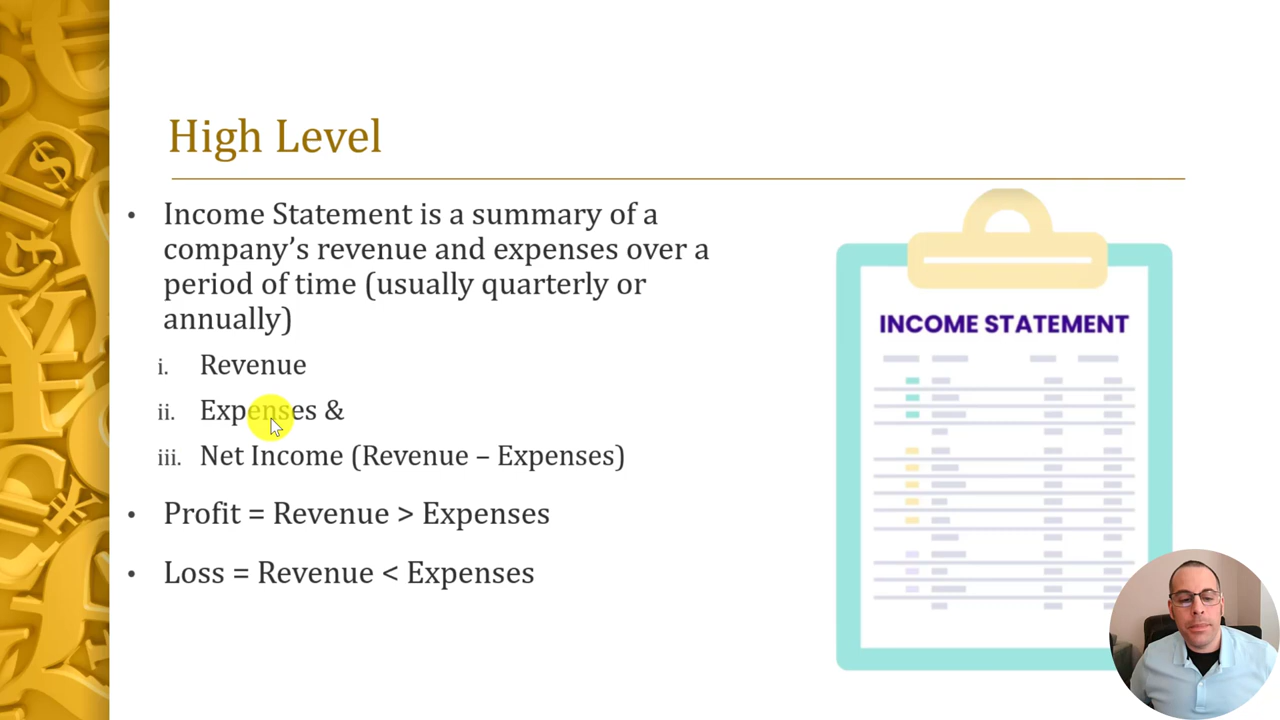 High Level
• Income Statement is a summary of a
company’s revenue and expenses over a
period of time (usually quarterly or
annually)
i. Revenue
ii. Expenses &
iii. Net Income (Revenue – Expenses)
• Profit = Revenue > Expenses
• Loss = Revenue < Expenses
INCOME STATEMENT